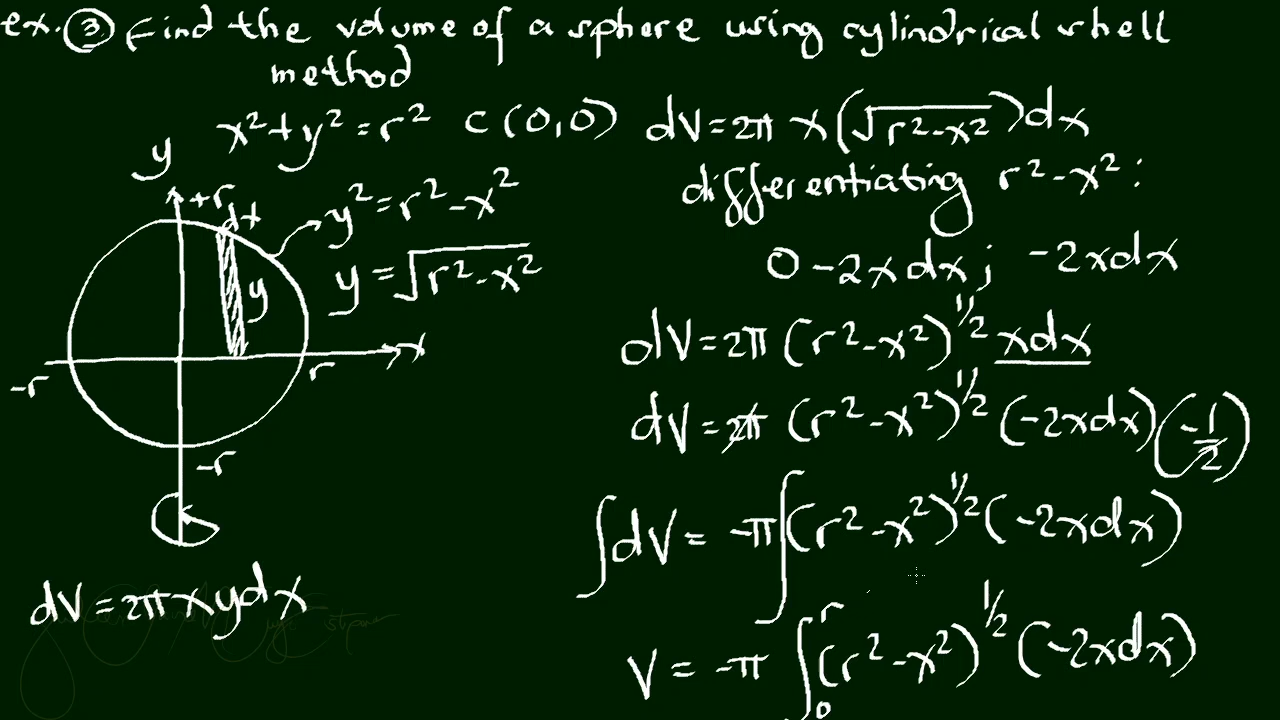 ex. ③ Find the volume of a sphere using cylindrical shell
method
x² + y² = r² C (0,0)
y
+r
dx
y² = r² - x²
y = √(r² - x²)
y
x
-r
r
-r
dV = 2π x y dx
dV = 2π x (√(r² - x²)) dx
differentiating r² - x² :
0 - 2x dx ; -2x dx
dV = 2π (r² - x²)^1/2 x dx
dV = 2π (r² - x²)^1/2 (-2x dx) (-1/2)
∫ dV = -π ∫ (r² - x²)^1/2 (-2x dx)
V = -π ∫₀^r (r² - x²)^1/2 (-2x dx)